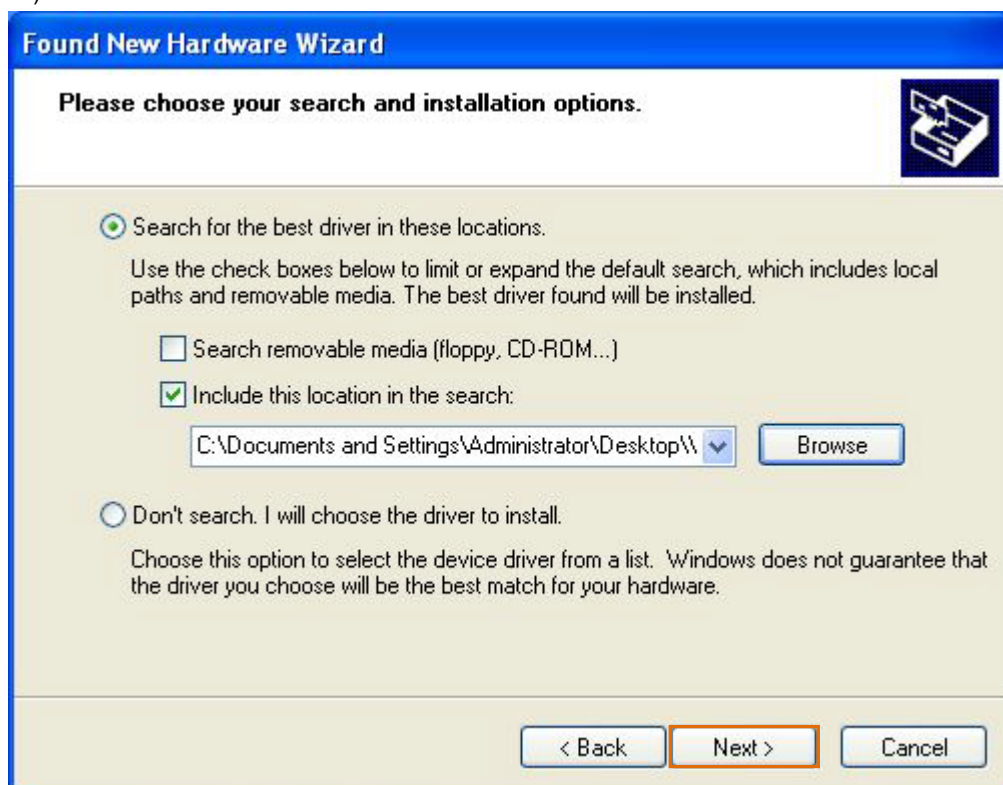 Found New Hardware Wizard
Please choose your search and installation options.
Search for the best driver in these locations.
Use the check boxes below to limit or expand the default search, which includes local
paths and removable media. The best driver found will be installed.
Search removable media (floppy, CD-ROM...)
Include this location in the search:
C:\Documents and Settings\Administrator\Desktop\\
Browse
Don't search. I will choose the driver to install.
Choose this option to select the device driver from a list. Windows does not guarantee that
the driver you choose will be the best match for your hardware.
< Back Next > Cancel